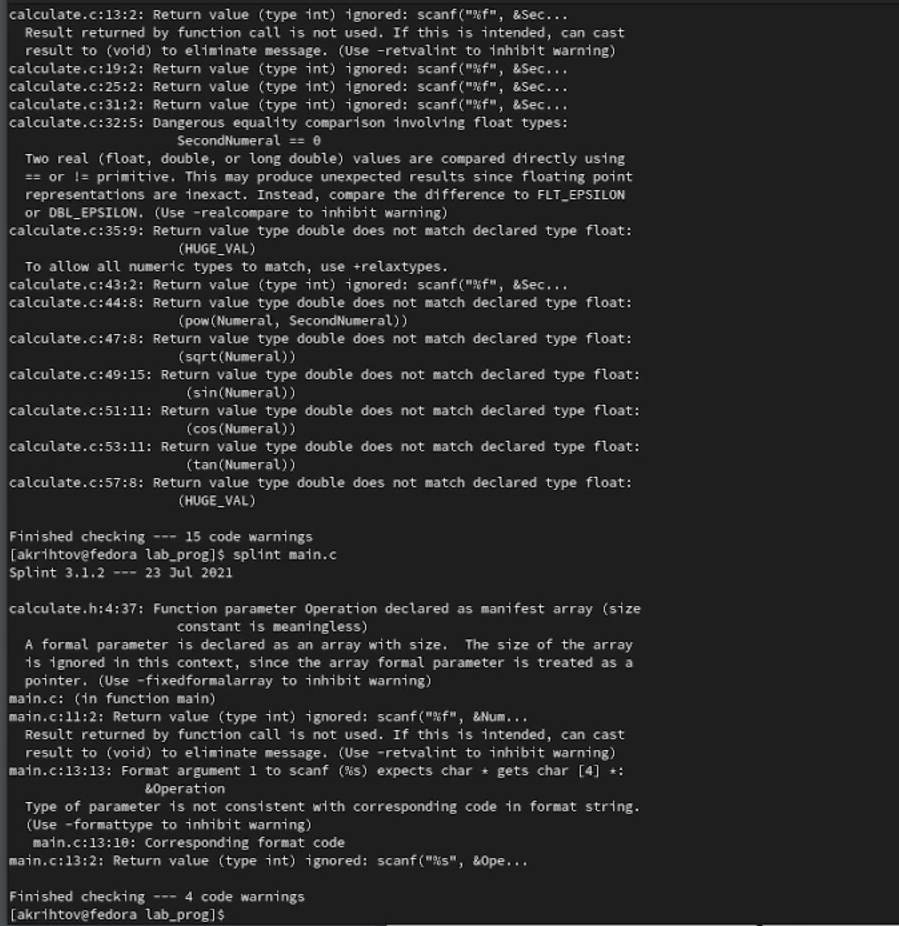 calculate.c:13:2: Return value (type int) ignored: scanf("%f", &Sec...
  Result returned by function call is not used. If this is intended, can cast
  result to (void) to eliminate message. (Use -retvalint to inhibit warning)
calculate.c:19:2: Return value (type int) ignored: scanf("%f", &Sec...
calculate.c:25:2: Return value (type int) ignored: scanf("%f", &Sec...
calculate.c:31:2: Return value (type int) ignored: scanf("%f", &Sec...
calculate.c:32:5: Dangerous equality comparison involving float types:
                     SecondNumeral == 0
  Two real (float, double, or long double) values are compared directly using
  == or != primitive. This may produce unexpected results since floating point
  representations are inexact. Instead, compare the difference to FLT_EPSILON
  or DBL_EPSILON. (Use -realcompare to inhibit warning)
calculate.c:35:9: Return value type double does not match declared type float:
                     (HUGE_VAL)
  To allow all numeric types to match, use +relaxtypes.
calculate.c:43:2: Return value (type int) ignored: scanf("%f", &Sec...
calculate.c:44:8: Return value type double does not match declared type float:
                     (pow(Numeral, SecondNumeral))
calculate.c:47:8: Return value type double does not match declared type float:
                     (sqrt(Numeral))
calculate.c:49:15: Return value type double does not match declared type float:
                      (sin(Numeral))
calculate.c:51:11: Return value type double does not match declared type float:
                      (cos(Numeral))
calculate.c:53:11: Return value type double does not match declared type float:
                      (tan(Numeral))
calculate.c:57:8: Return value type double does not match declared type float:
                     (HUGE_VAL)

Finished checking --- 15 code warnings
[akrihtov@fedora lab_prog]$ splint main.c
Splint 3.1.2 --- 23 Jul 2021

calculate.h:4:37: Function parameter Operation declared as manifest array (size
                     constant is meaningless)
  A formal parameter is declared as an array with size.  The size of the array
  is ignored in this context, since the array formal parameter is treated as a
  pointer. (Use -fixedformalarray to inhibit warning)
main.c: (in function main)
main.c:11:2: Return value (type int) ignored: scanf("%f", &Num...
  Result returned by function call is not used. If this is intended, can cast
  result to (void) to eliminate message. (Use -retvalint to inhibit warning)
main.c:13:13: Format argument 1 to scanf (%s) expects char * gets char [4] *:
                 &Operation
  Type of parameter is not consistent with corresponding code in format string.
  (Use -formattype to inhibit warning)
   main.c:13:10: Corresponding format code
main.c:13:2: Return value (type int) ignored: scanf("%s", &Ope...

Finished checking --- 4 code warnings
[akrihtov@fedora lab_prog]$